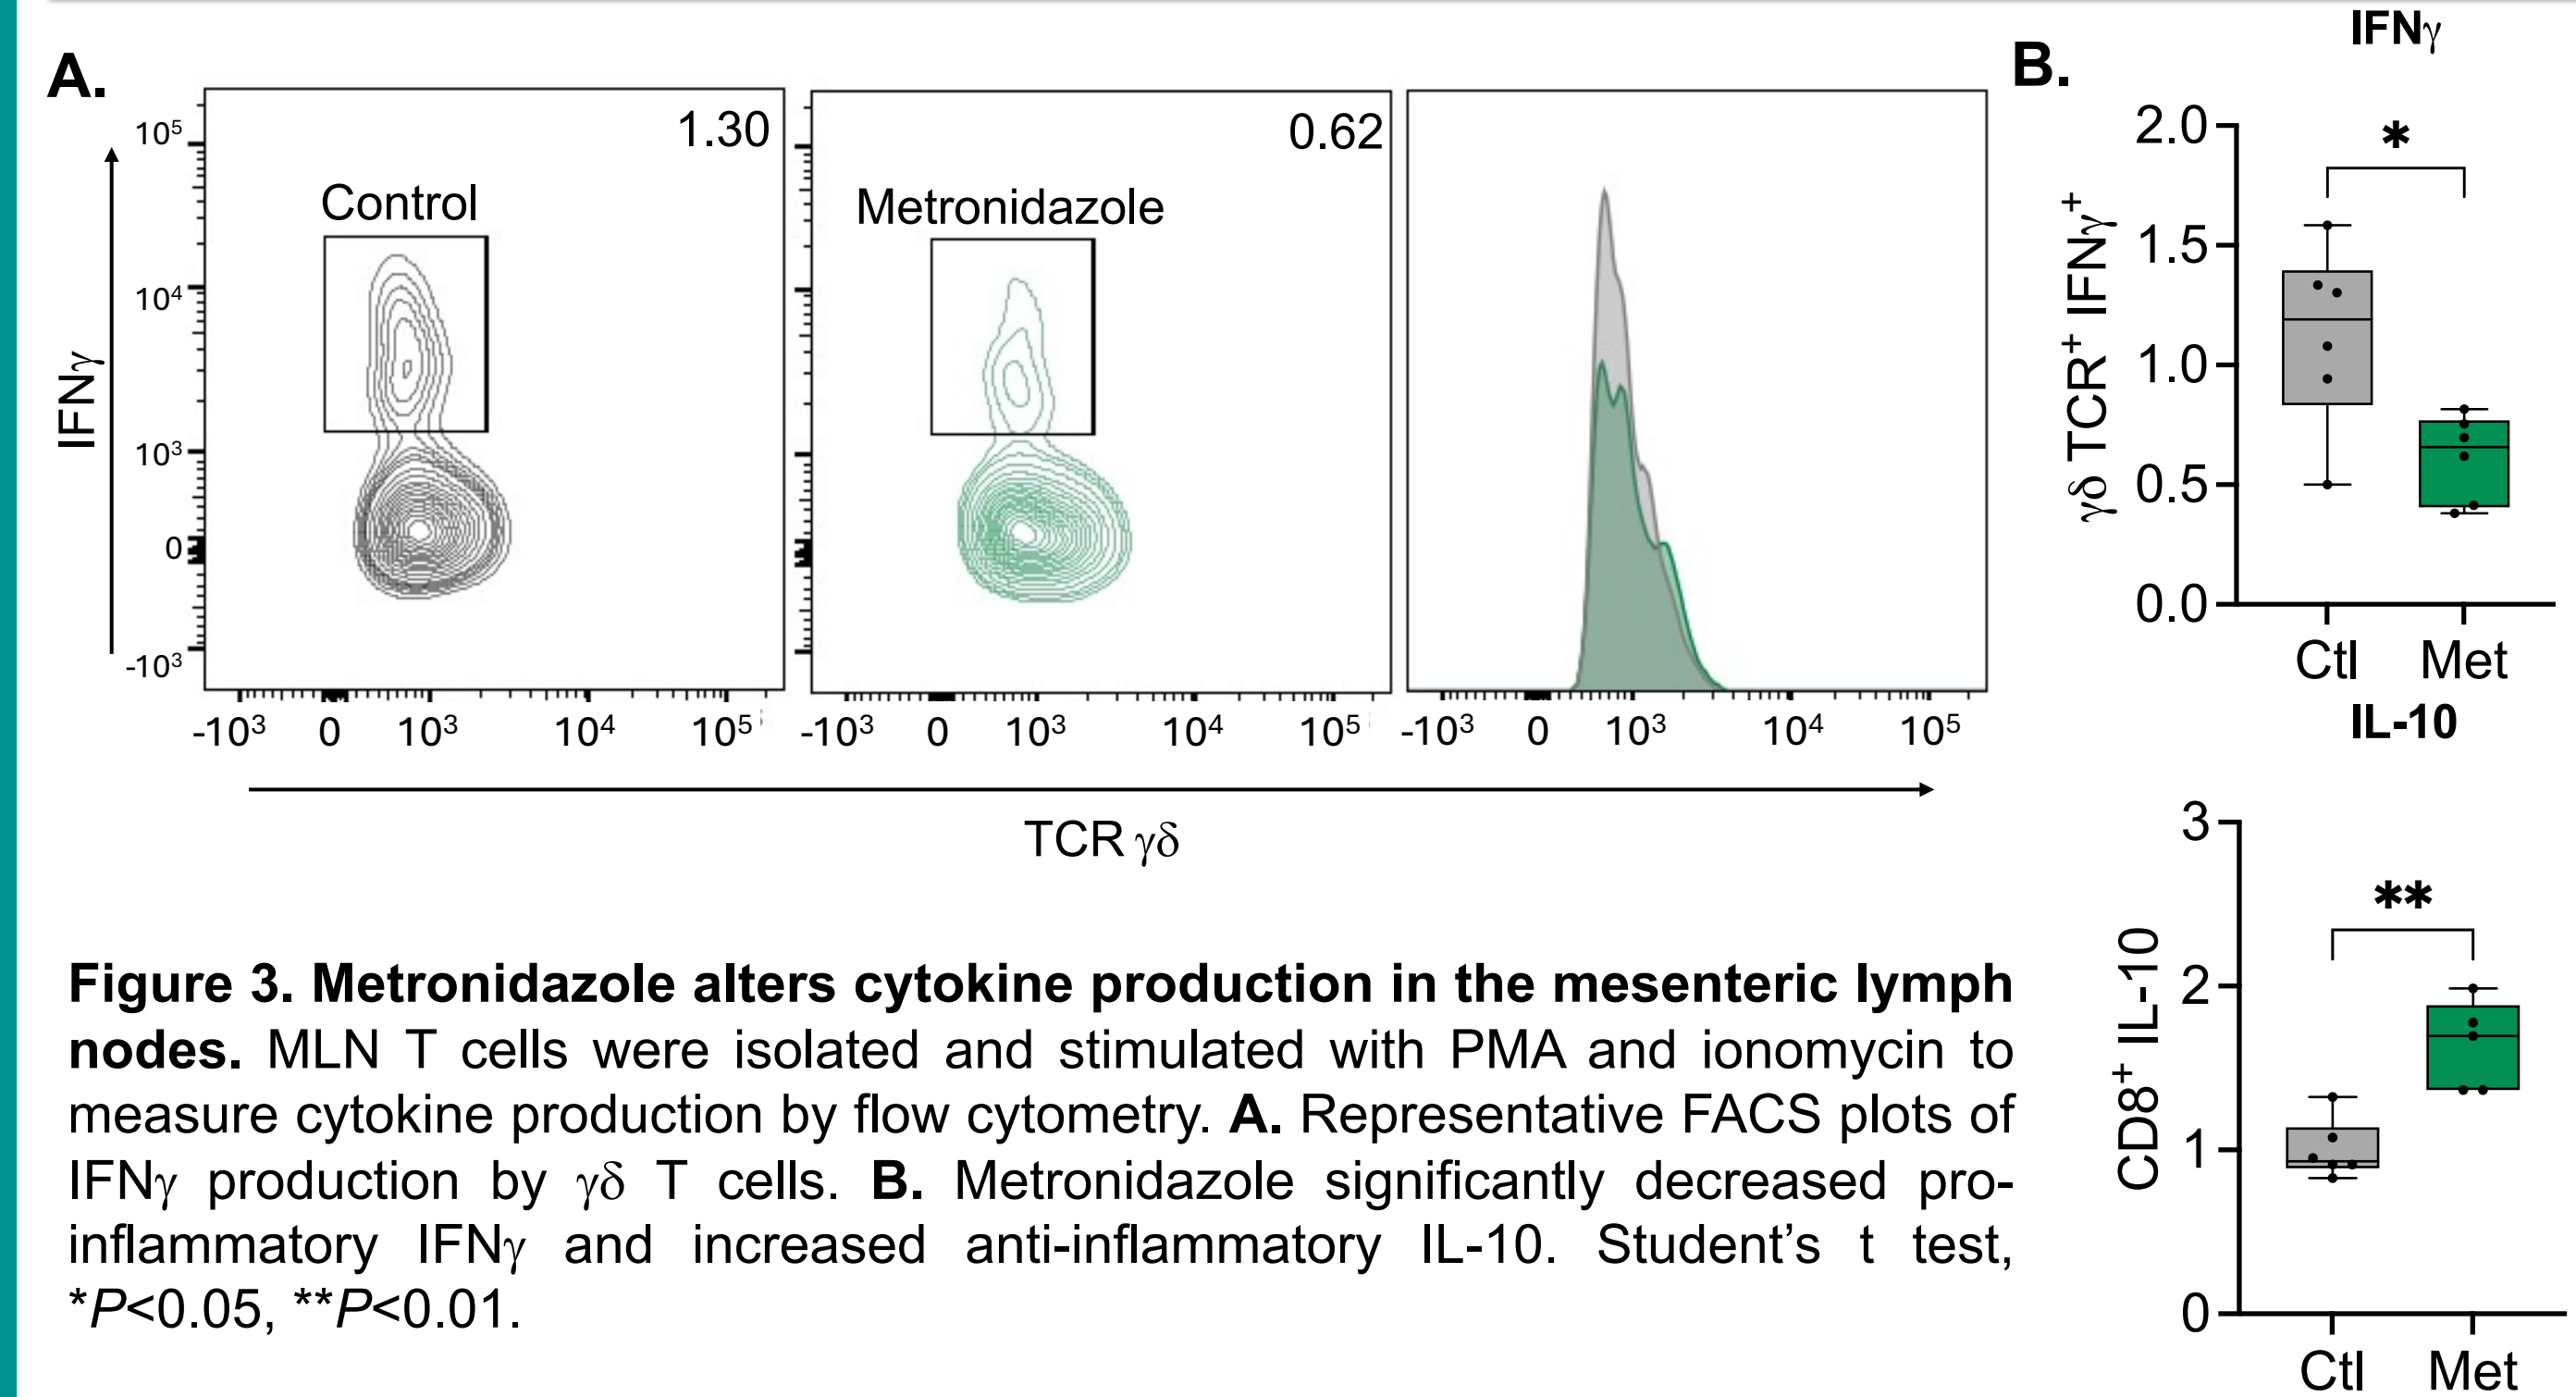 A.
1.30
Control
10⁵
10⁴
10³
0
-10³
IFNγ
-10³ 0 10³ 10⁴ 10⁵
0.62
Metronidazole
-10³ 0 10³ 10⁴ 10⁵
-10³ 0 10³ 10⁴ 10⁵
TCR γδ
B.
IFNγ
γδ TCR⁺ IFNγ⁺
2.0
1.5
1.0
0.5
0.0
*
Ctl Met
IL-10
CD8⁺ IL-10
3
2
1
0
**
Ctl Met
Figure 3. Metronidazole alters cytokine production in the mesenteric lymph
nodes. MLN T cells were isolated and stimulated with PMA and ionomycin to
measure cytokine production by flow cytometry. A. Representative FACS plots of
IFNγ production by γδ T cells. B. Metronidazole significantly decreased pro-
inflammatory IFNγ and increased anti-inflammatory IL-10. Student’s t test,
*P<0.05, **P<0.01.